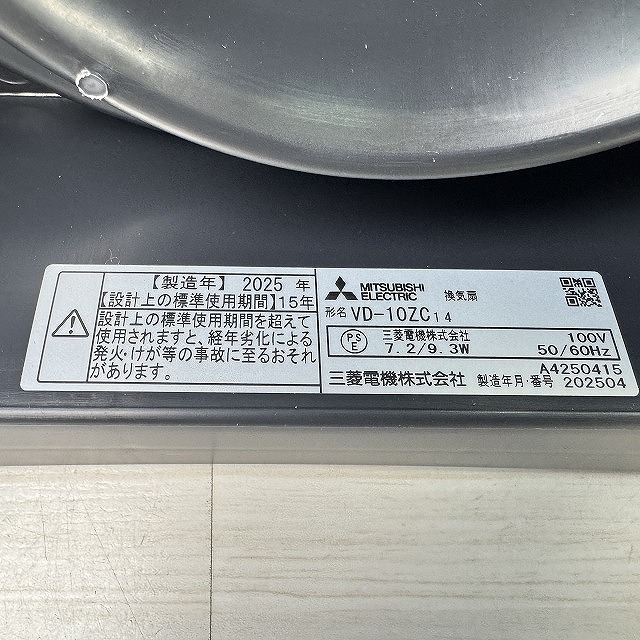 【製造年】 2025 年
【設計上の標準使用期間】15年
設計上の標準使用期間を超えて
使用されますと、経年劣化による
発火・けが等の事故に至るおそれ
があります。
MITSUBISHI
ELECTRIC
換気扇
形名 VD-10ZC14
PS
E
三菱電機株式会社
7.2/9.3W
100V
50/60Hz
A4250415
三菱電機株式会社 製造年月・番号 202504